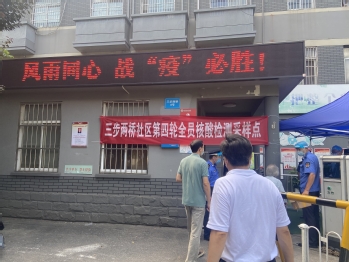 风雨同心 战“疫”必胜！
三步两桥社区第四轮全员核酸检测采样点